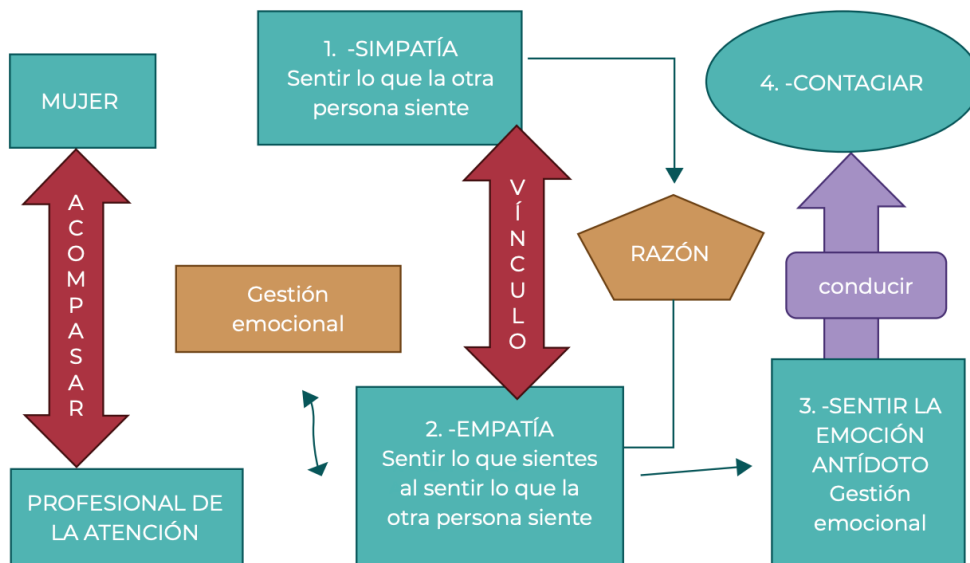 MUJER
ACOMPASAR
PROFESIONAL DE
LA ATENCIÓN
Gestión
emocional
1. -SIMPATÍA
Sentir lo que la otra
persona siente
VÍNCULO
2. -EMPATÍA
Sentir lo que sientes
al sentir lo que la
otra persona siente
RAZÓN
4. -CONTAGIAR
conducir
3. -SENTIR LA
EMOCIÓN
ANTÍDOTO
Gestión
emocional